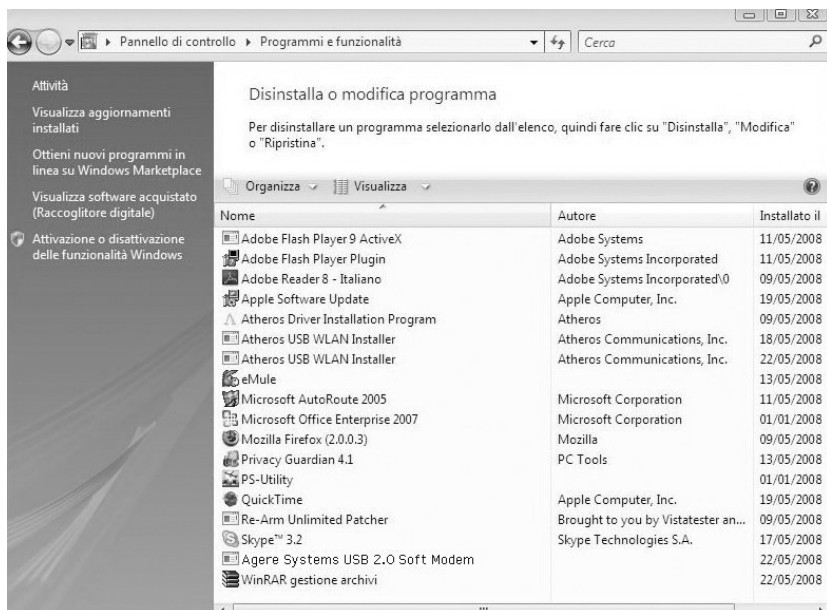 Pannello di controllo ▸ Programmi e funzionalità
Cerca
Attività
Visualizza aggiornamenti
installati
Ottieni nuovi programmi in
linea su Windows Marketplace
Visualizza software acquistato
(Raccoglitore digitale)
Attivazione o disattivazione
delle funzionalità Windows
Disinstalla o modifica programma
Per disinstallare un programma selezionarlo dall'elenco, quindi fare clic su "Disinstalla", "Modifica"
o "Ripristina".
Organizza Visualizza
Nome Autore Installato il
Adobe Flash Player 9 ActiveX Adobe Systems 11/05/2008
Adobe Flash Player Plugin Adobe Systems Incorporated 11/05/2008
Adobe Reader 8 - Italiano Adobe Systems Incorporated\0 09/05/2008
Apple Software Update Apple Computer, Inc. 19/05/2008
Atheros Driver Installation Program Atheros 09/05/2008
Atheros USB WLAN Installer Atheros Communications, Inc. 18/05/2008
Atheros USB WLAN Installer Atheros Communications, Inc. 22/05/2008
eMule 13/05/2008
Microsoft AutoRoute 2005 Microsoft Corporation 11/05/2008
Microsoft Office Enterprise 2007 Microsoft Corporation 01/01/2008
Mozilla Firefox (2.0.0.3) Mozilla 09/05/2008
Privacy Guardian 4.1 PC Tools 13/05/2008
PS-Utility 01/01/2008
QuickTime Apple Computer, Inc. 19/05/2008
Re-Arm Unlimited Patcher Brought to you by Vistatester an... 09/05/2008
Skype™ 3.2 Skype Technologies S.A. 17/05/2008
Agere Systems USB 2.0 Soft Modem 22/05/2008
WinRAR gestione archivi 22/05/2008